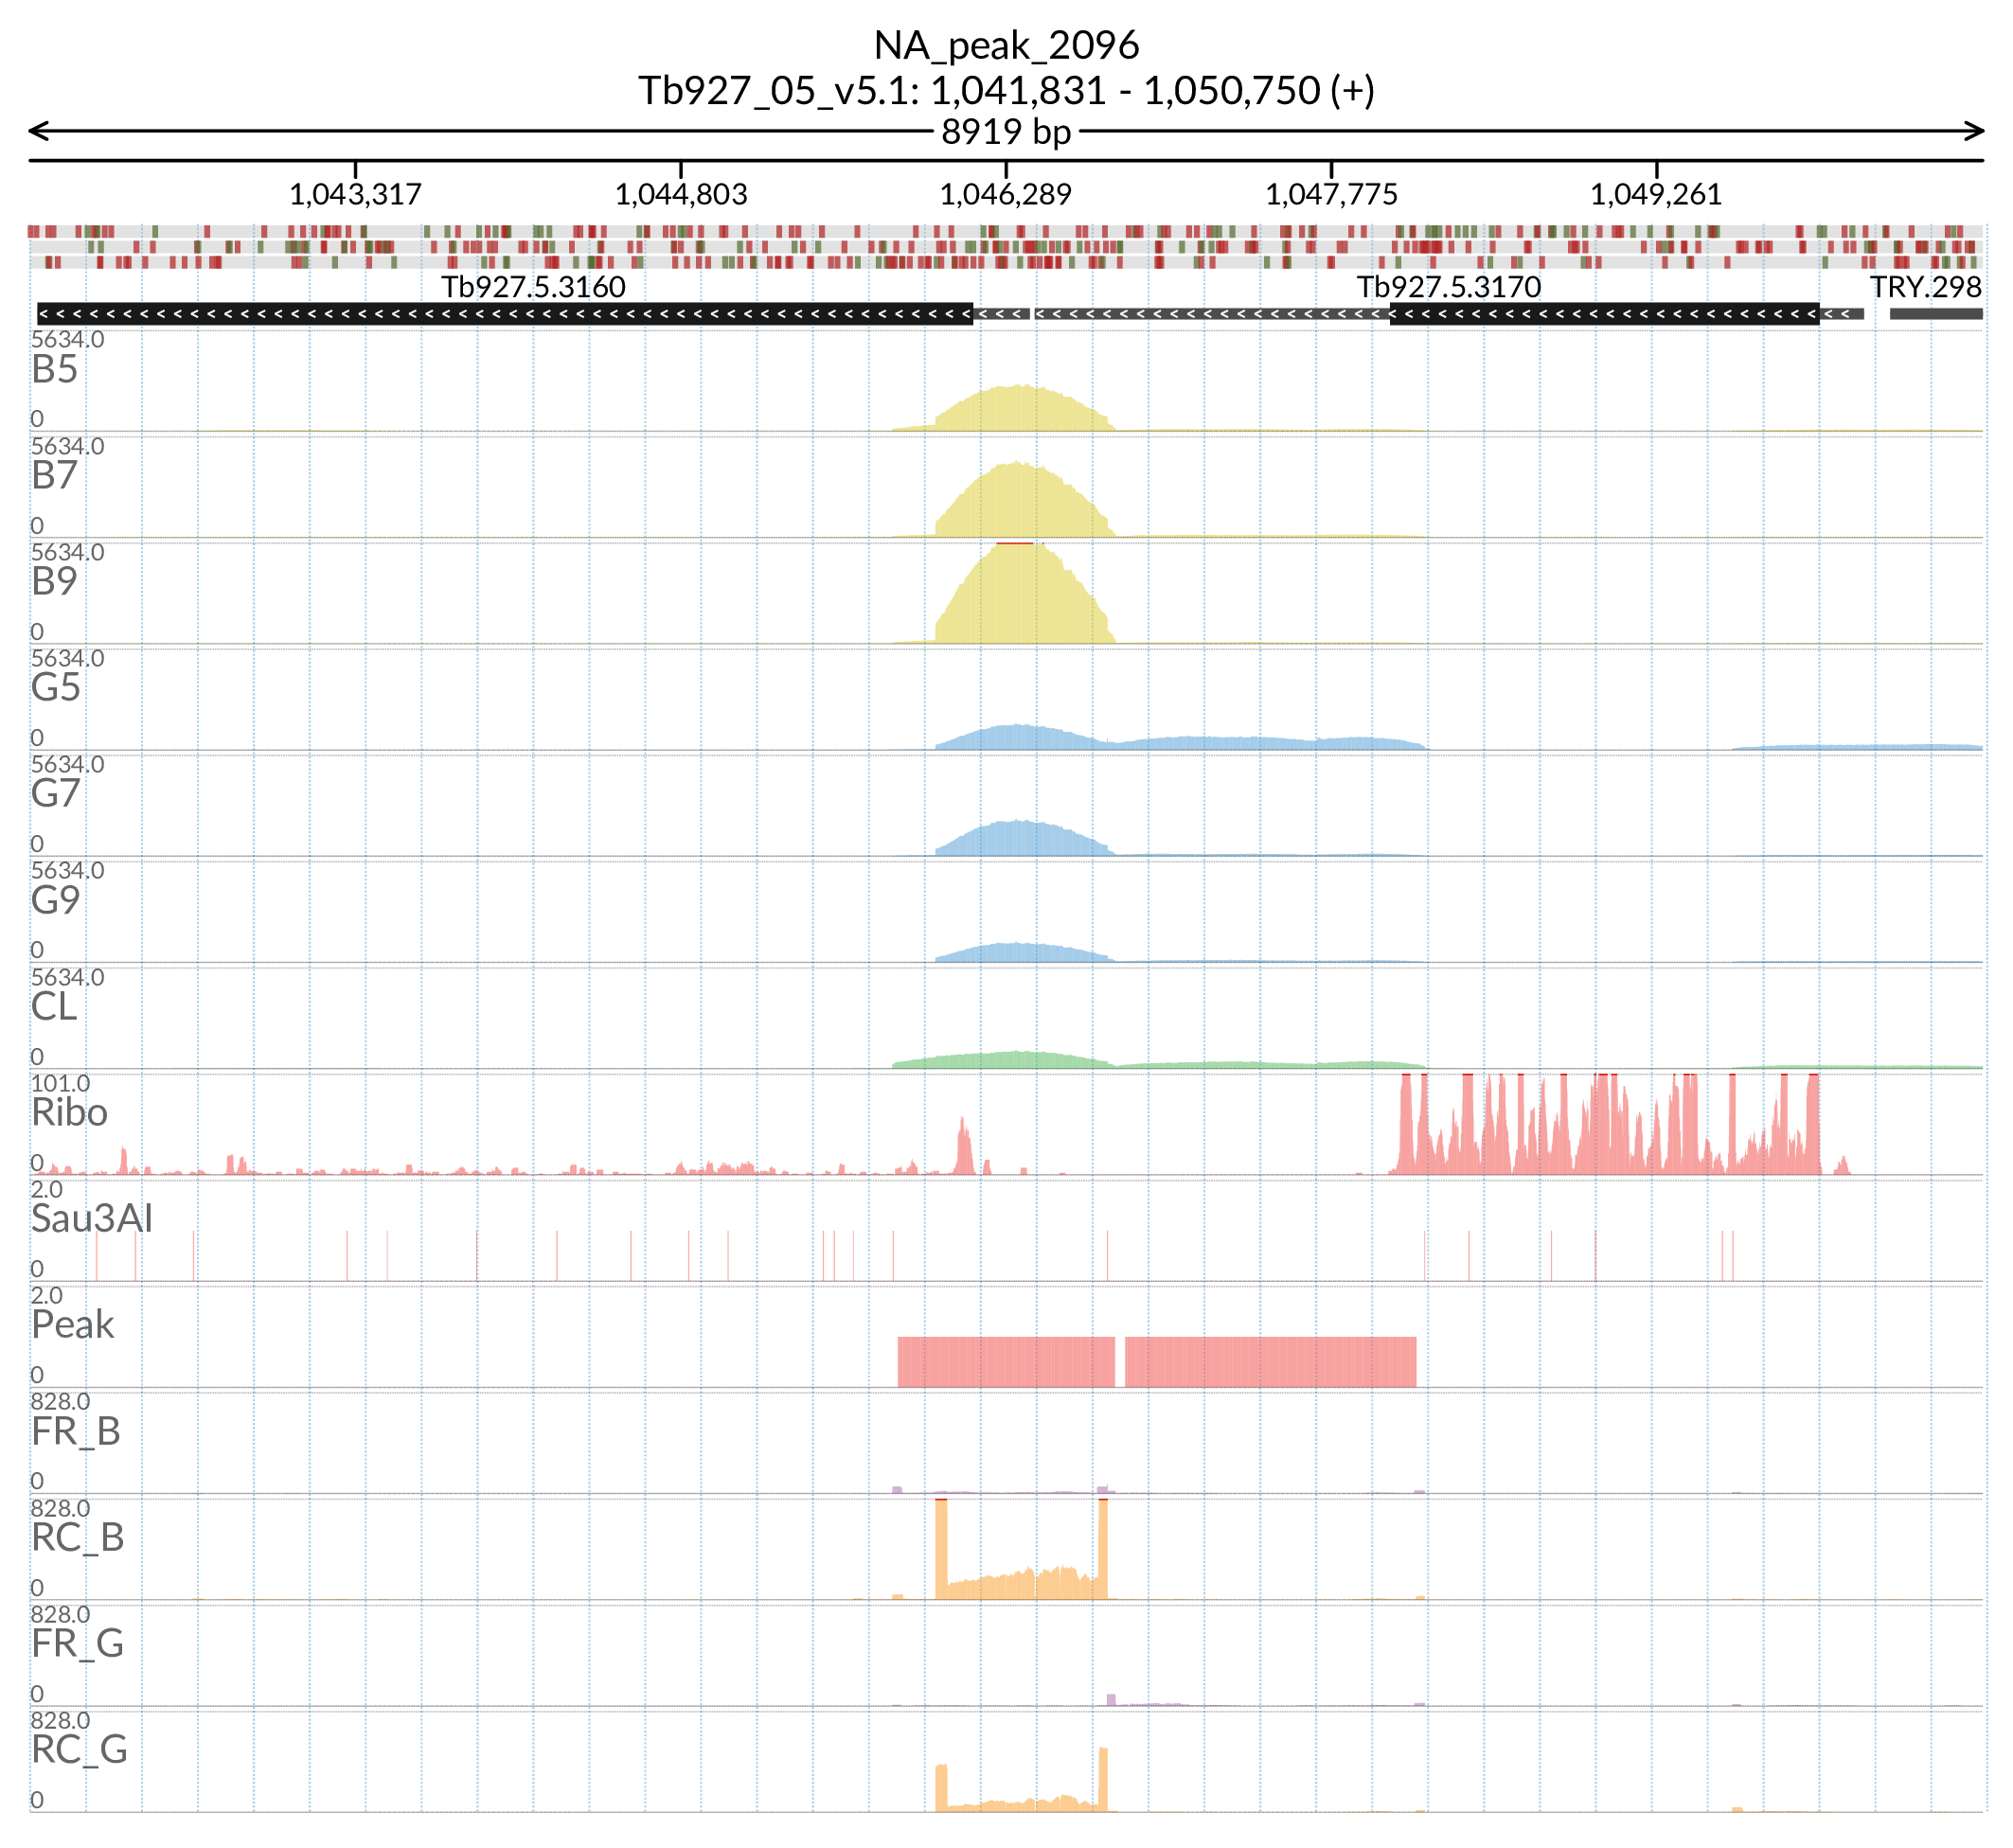 NA_peak_2096
Tb927_05_v5.1: 1,041,831 - 1,050,750 (+)
8919 bp
1,043,317 1,044,803 1,046,289 1,047,775 1,049,261
Tb927.5.3160 Tb927.5.3170 TRY.298
5634.0
B5
0
5634.0
B7
0
5634.0
B9
0
5634.0
G5
0
5634.0
G7
0
5634.0
G9
0
5634.0
CL
0
101.0
Ribo
0
2.0
Sau3AI
0
2.0
Peak
0
828.0
FR_B
0
828.0
RC_B
0
828.0
FR_G
0
828.0
RC_G
0